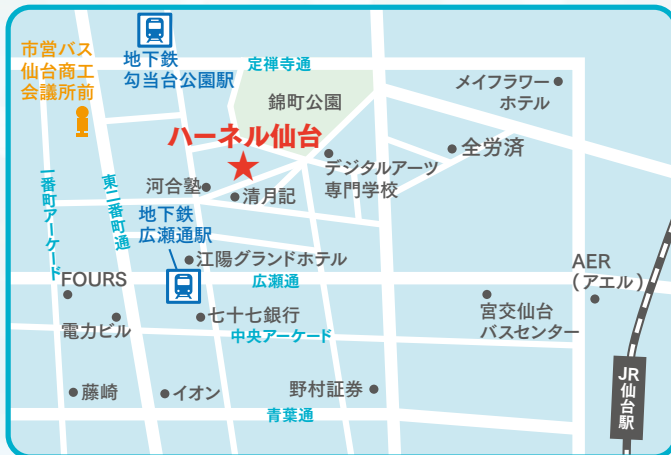 市営バス
仙台商工
会議所前
地下鉄
勾当台公園駅
定禅寺通
メイフラワー
ホテル
錦町公園
ハーネル仙台
全労済
デジタルアーツ
専門学校
河合塾
清月記
一番町アーケード
東二番町通
地下鉄
広瀬通駅
江陽グランドホテル
広瀬通
FOURS
AER
（アエル）
宮交仙台
バスセンター
七十七銀行
電力ビル
中央アーケード
JR
仙台駅
藤崎
イオン
野村証券
青葉通